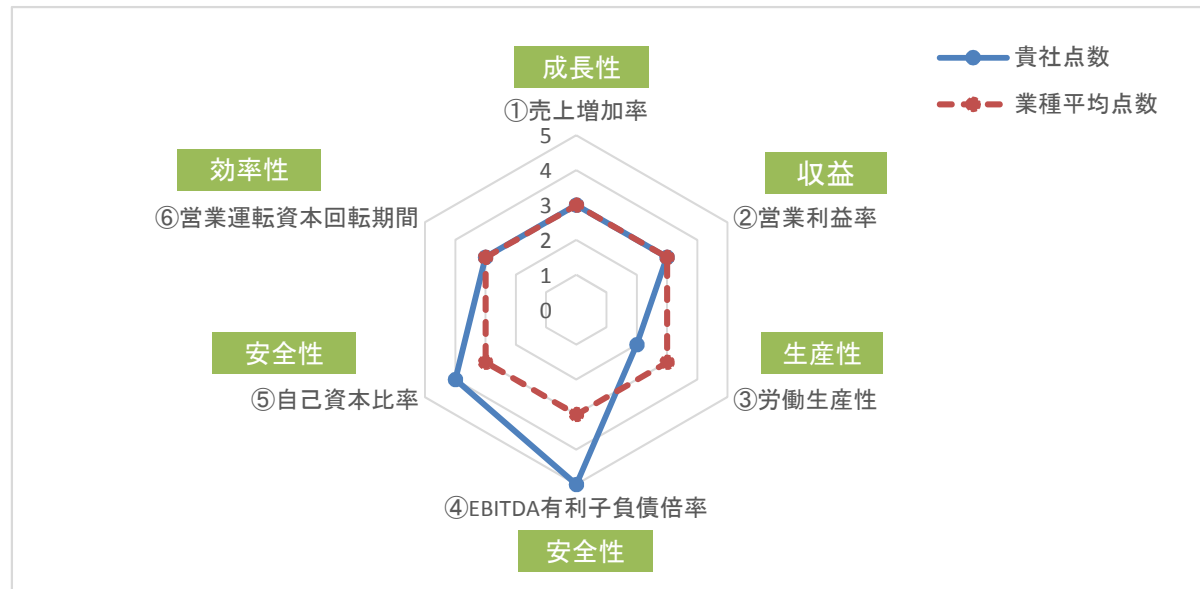 成長性
①売上増加率
貴社点数
業種平均点数
収益
②営業利益率
生産性
③労働生産性
④EBITDA有利子負債倍率
安全性
安全性
⑤自己資本比率
効率性
⑥営業運転資本回転期間
5
4
3
2
1
0